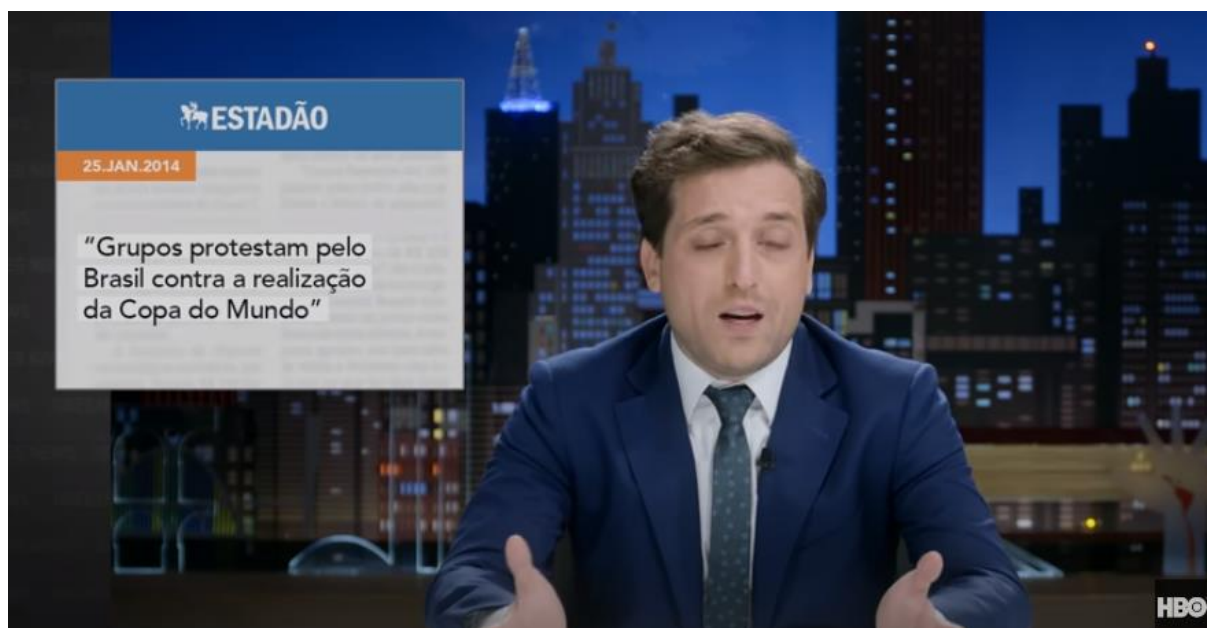 ESTADÃO
25.JAN.2014
“Grupos protestam pelo
Brasil contra a realização
da Copa do Mundo”
HBO